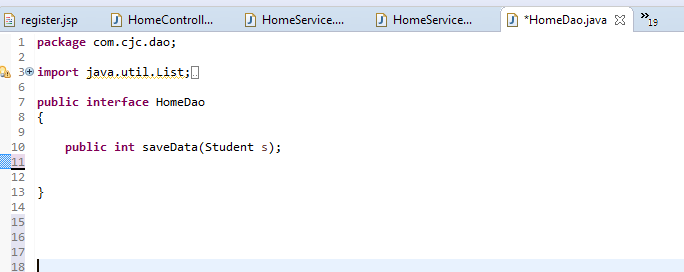 register.jsp HomeControll... HomeService.... HomeService... *HomeDao.java 19
1 package com.cjc.dao;
2
3 import java.util.List;
6
7 public interface HomeDao
8 {
9
10 public int saveData(Student s);
11
12
13 }
14
15
16
17
18